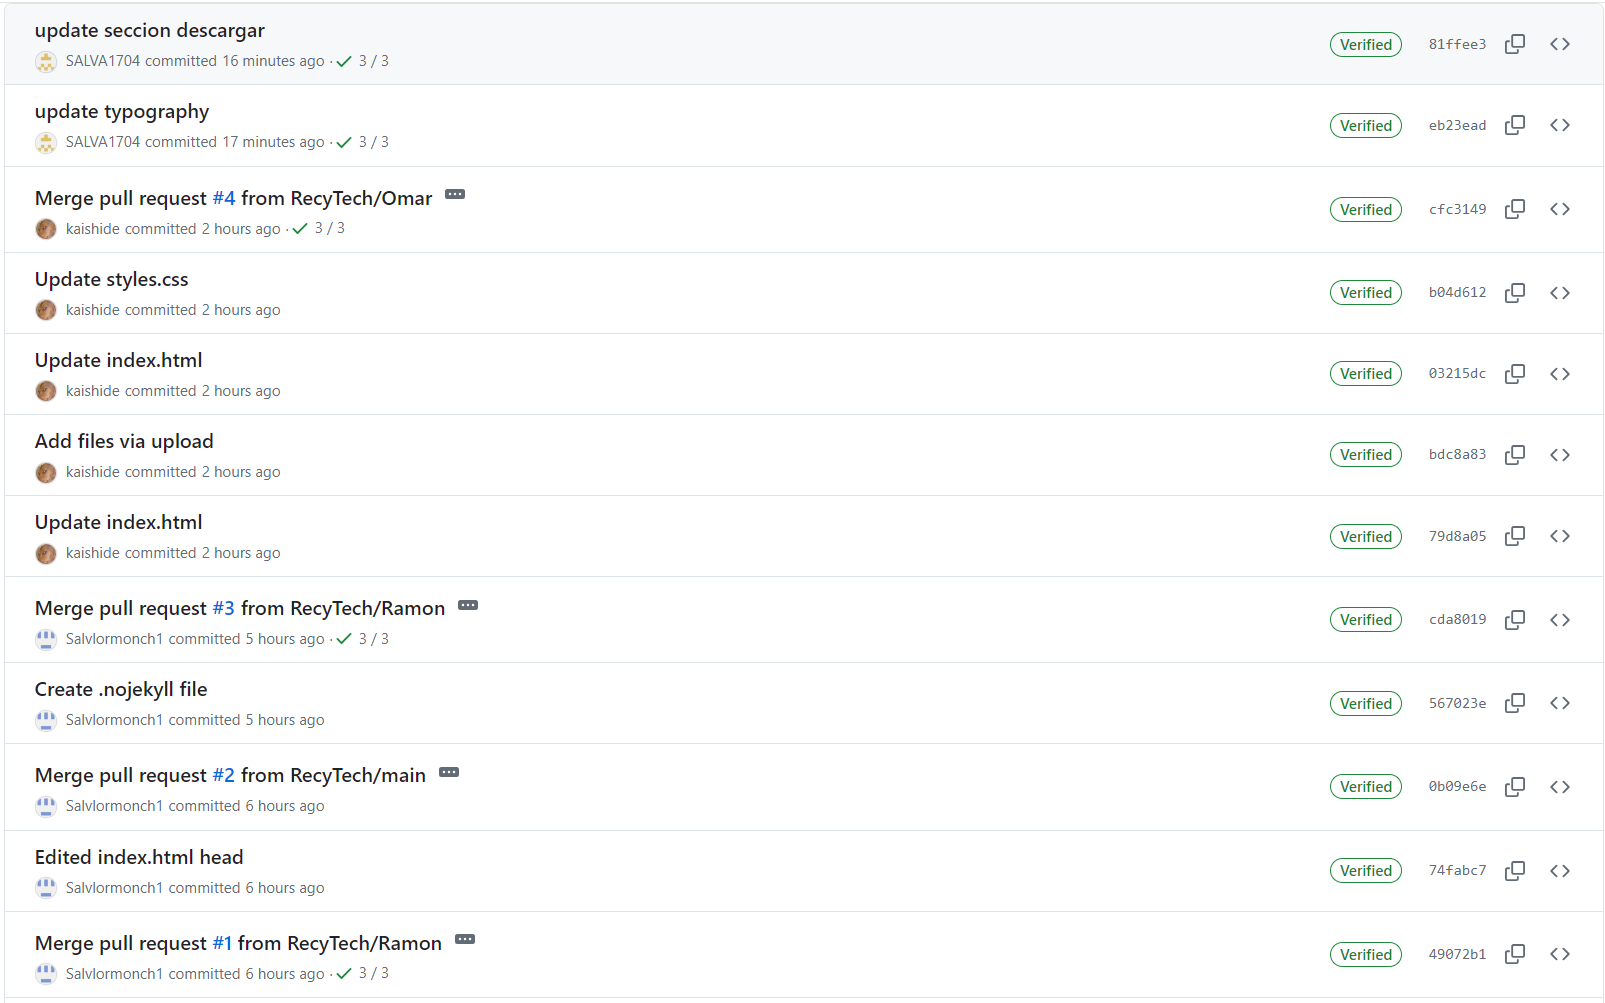 update seccion descargar
SALVA1704 committed 16 minutes ago · 3 / 3
Verified 81ffee3
update typography
SALVA1704 committed 17 minutes ago · 3 / 3
Verified eb23ead
Merge pull request #4 from RecyTech/Omar
kaishide committed 2 hours ago · 3 / 3
Verified cfc3149
Update styles.css
kaishide committed 2 hours ago
Verified b04d612
Update index.html
kaishide committed 2 hours ago
Verified 03215dc
Add files via upload
kaishide committed 2 hours ago
Verified bdc8a83
Update index.html
kaishide committed 2 hours ago
Verified 79d8a05
Merge pull request #3 from RecyTech/Ramon
Salvlormonch1 committed 5 hours ago · 3 / 3
Verified cda8019
Create .nojekyll file
Salvlormonch1 committed 5 hours ago
Verified 567023e
Merge pull request #2 from RecyTech/main
Salvlormonch1 committed 6 hours ago
Verified 0b09e6e
Edited index.html head
Salvlormonch1 committed 6 hours ago
Verified 74fabc7
Merge pull request #1 from RecyTech/Ramon
Salvlormonch1 committed 6 hours ago · 3 / 3
Verified 49072b1